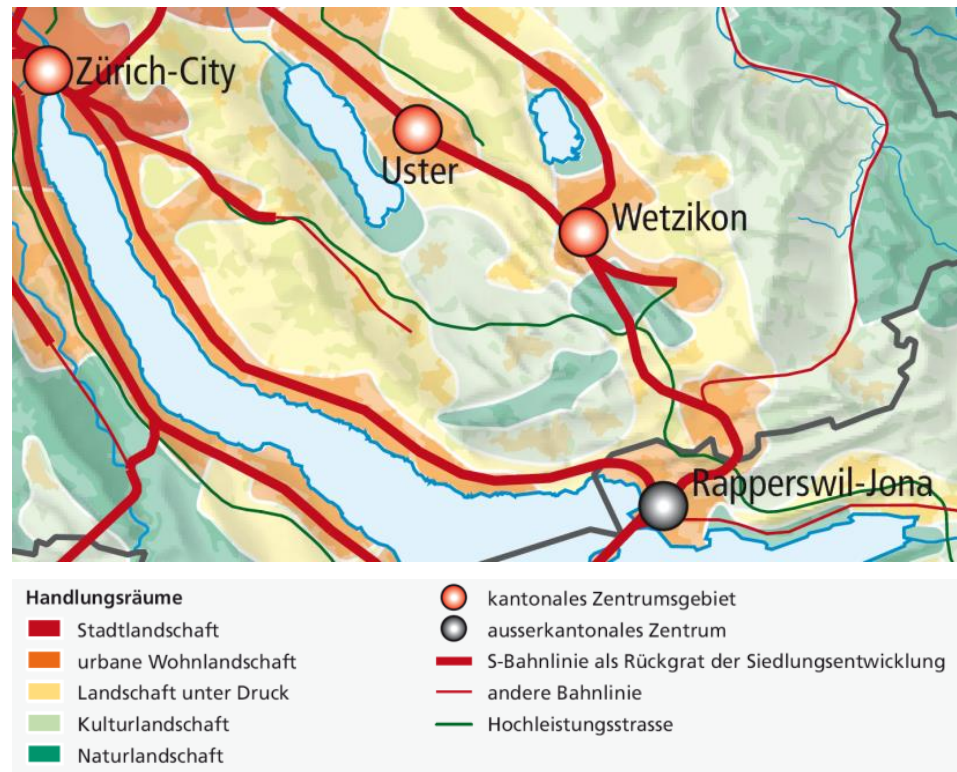 Zürich-City
Uster
Wetzikon
Rapperswil-Jona
Handlungsräume
Stadtlandschaft
urbane Wohnlandschaft
Landschaft unter Druck
Kulturlandschaft
Naturlandschaft
kantonales Zentrumsgebiet
ausserkantonales Zentrum
S-Bahnlinie als Rückgrat der Siedlungsentwicklung
andere Bahnlinie
Hochleistungsstrasse